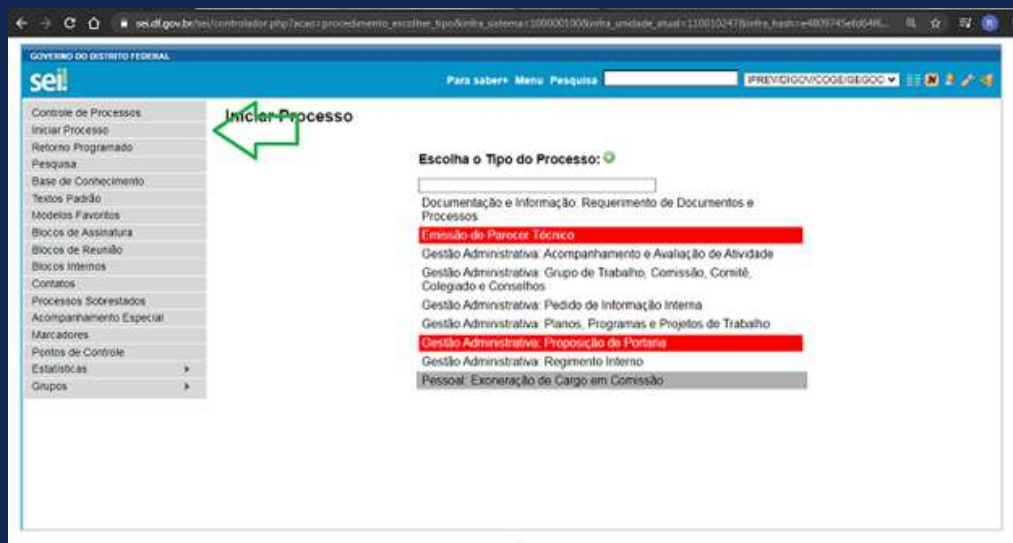 sei.df.gov.br/sei/controlador.php?acao=procedimento_escolher_tipo&infra_sistema=100000100&infra_unidade_atual=110010247&infra_hash=
GOVERNO DO DISTRITO FEDERAL
sei!
Para saber+ Menu Pesquisa
IPREV/DIGOV/COGE/GEGOC
N
R
Controle de Processos
Iniciar Processo
Retorno Programado
Pesquisa
Base de Conhecimento
Textos Padrão
Modelos Favoritos
Blocos de Assinatura
Blocos de Reunião
Blocos Internos
Contatos
Processos Sobrestados
Acompanhamento Especial
Marcadores
Pontos de Controle
Estatísticas
Grupos
Iniciar Processo
Escolha o Tipo do Processo:
Documentação e Informação: Requerimento de Documentos e
Processos
Emissão de Parecer Técnico
Gestão Administrativa: Acompanhamento e Avaliação de Atividade
Gestão Administrativa: Grupo de Trabalho, Comissão, Comitê,
Colegiado e Conselhos
Gestão Administrativa: Pedido de Informação Interna
Gestão Administrativa: Planos, Programas e Projetos de Trabalho
Gestão Administrativa: Proposição de Portaria
Gestão Administrativa: Regimento Interno
Pessoal: Exoneração de Cargo em Comissão